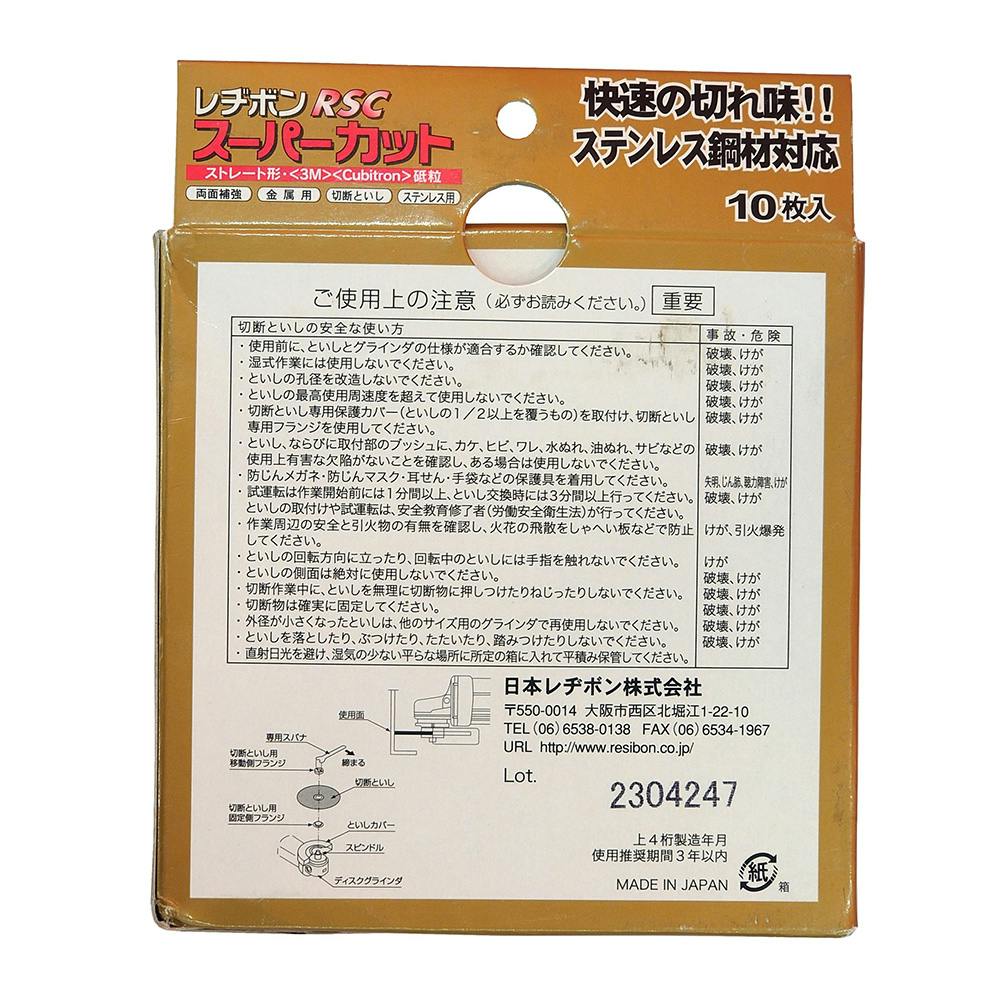 レヂボン RSC
スーパーカット
ストレート形・<3M><Cubitron>砥粒
両面補強 金属用 切断といし ステンレス用
快速の切れ味!!
ステンレス鋼材対応
10枚入
ご使用上の注意（必ずお読みください。） 重要
切断といしの安全な使い方 事故・危険
・使用前に、といしとグラインダの仕様が適合するか確認してください。 破壊、けが
・湿式作業には使用しないでください。 破壊、けが
・といしの孔径を改造しないでください。 破壊、けが
・といしの最高使用周速度を超えて使用しないでください。 破壊、けが
・切断といし専用保護カバー（といしの1／2以上を覆うもの）を取付け、切断といし 破壊、けが
専用フランジを使用してください。
・といし、ならびに取付部のブッシュに、カケ、ヒビ、ワレ、水ぬれ、油ぬれ、サビなどの 破壊、けが
使用上有害な欠陥がないことを確認し、ある場合は使用しないでください。
・防じんメガネ・防じんマスク・耳せん・手袋などの保護具を着用してください。 失明、じん肺、聴力障害、けが
・試運転は作業開始前には1分間以上、といし交換時には3分間以上行ってください。 破壊、けが
といしの取付けや試運転は、安全教育修了者（労働安全衛生法）が行ってください。
・作業周辺の安全と引火物の有無を確認し、火花の飛散をしゃへい板などで防止 けが、引火爆発
してください。
・といしの回転方向に立ったり、回転中のといしには手指を触れないでください。 けが
・といしの側面は絶対に使用しないでください。 破壊、けが
・切断作業中に、といしを無理に切断物に押しつけたりねじったりしないでください。 破壊、けが
・切断物は確実に固定してください。 破壊、けが
・外径が小さくなったといしは、他のサイズ用のグラインダで再使用しないでください。 破壊、けが
・といしを落としたり、ぶつけたり、たたいたり、踏みつけたりしないでください。 破壊、けが
・直射日光を避け、湿気の少ない平らな場所に所定の箱に入れて平積み保管してください。
使用面
専用スパナ
締まる
切断といし用
移動側フランジ
切断といし
切断といし用
固定側フランジ
といしカバー
スピンドル
ディスクグラインダ
日本レヂボン株式会社
〒550-0014 大阪市西区北堀江1-22-10
TEL(06)6538-0138 FAX(06)6534-1967
URL http://www.resibon.co.jp/
Lot.
2304247
上4桁製造年月
使用推奨期間3年以内
MADE IN JAPAN
紙 箱